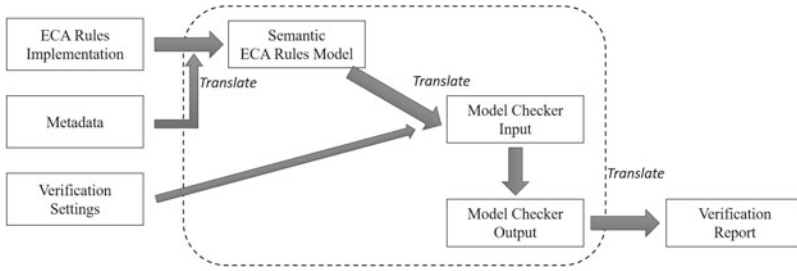 ECA Rules
Implementation
Semantic
ECA Rules Model
Translate
Translate
Metadata
Model Checker
Input
Translate
Verification
Settings
Model Checker
Output
Verification
Report